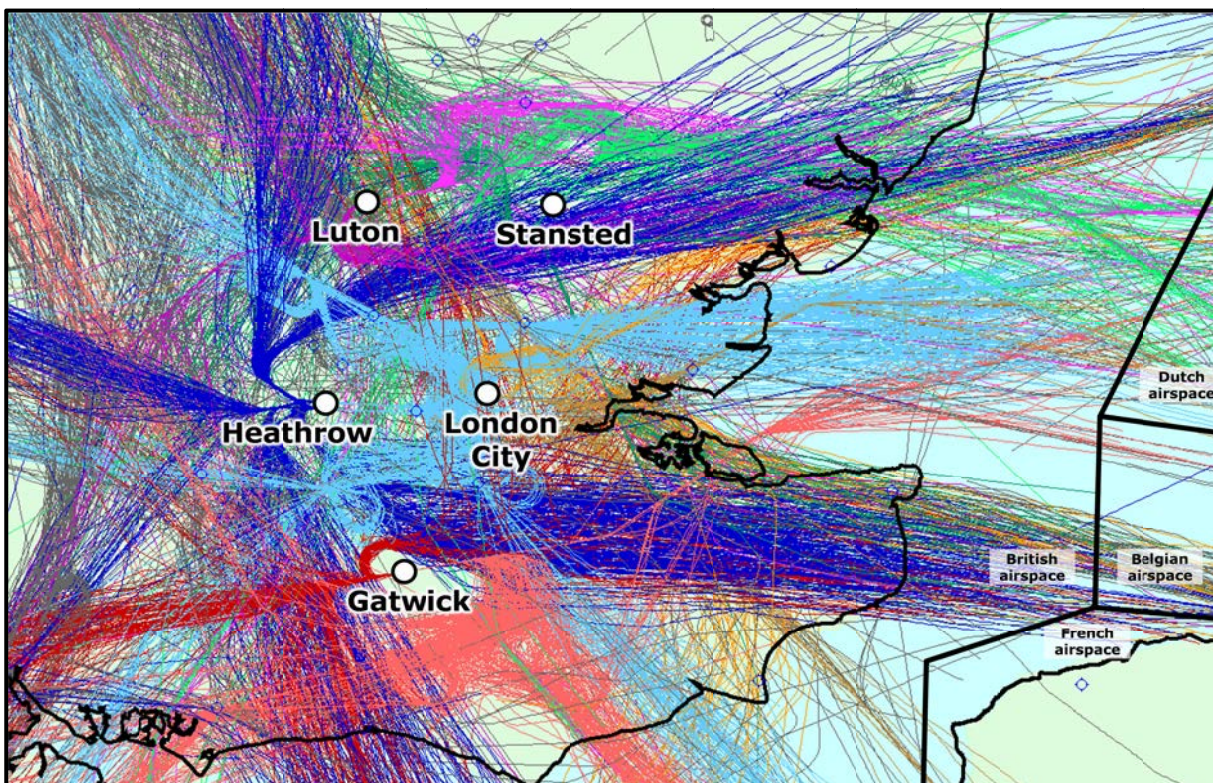 Luton
Stansted
Heathrow
London
City
Gatwick
Dutch
airspace
British
airspace
Belgian
airspace
French
airspace